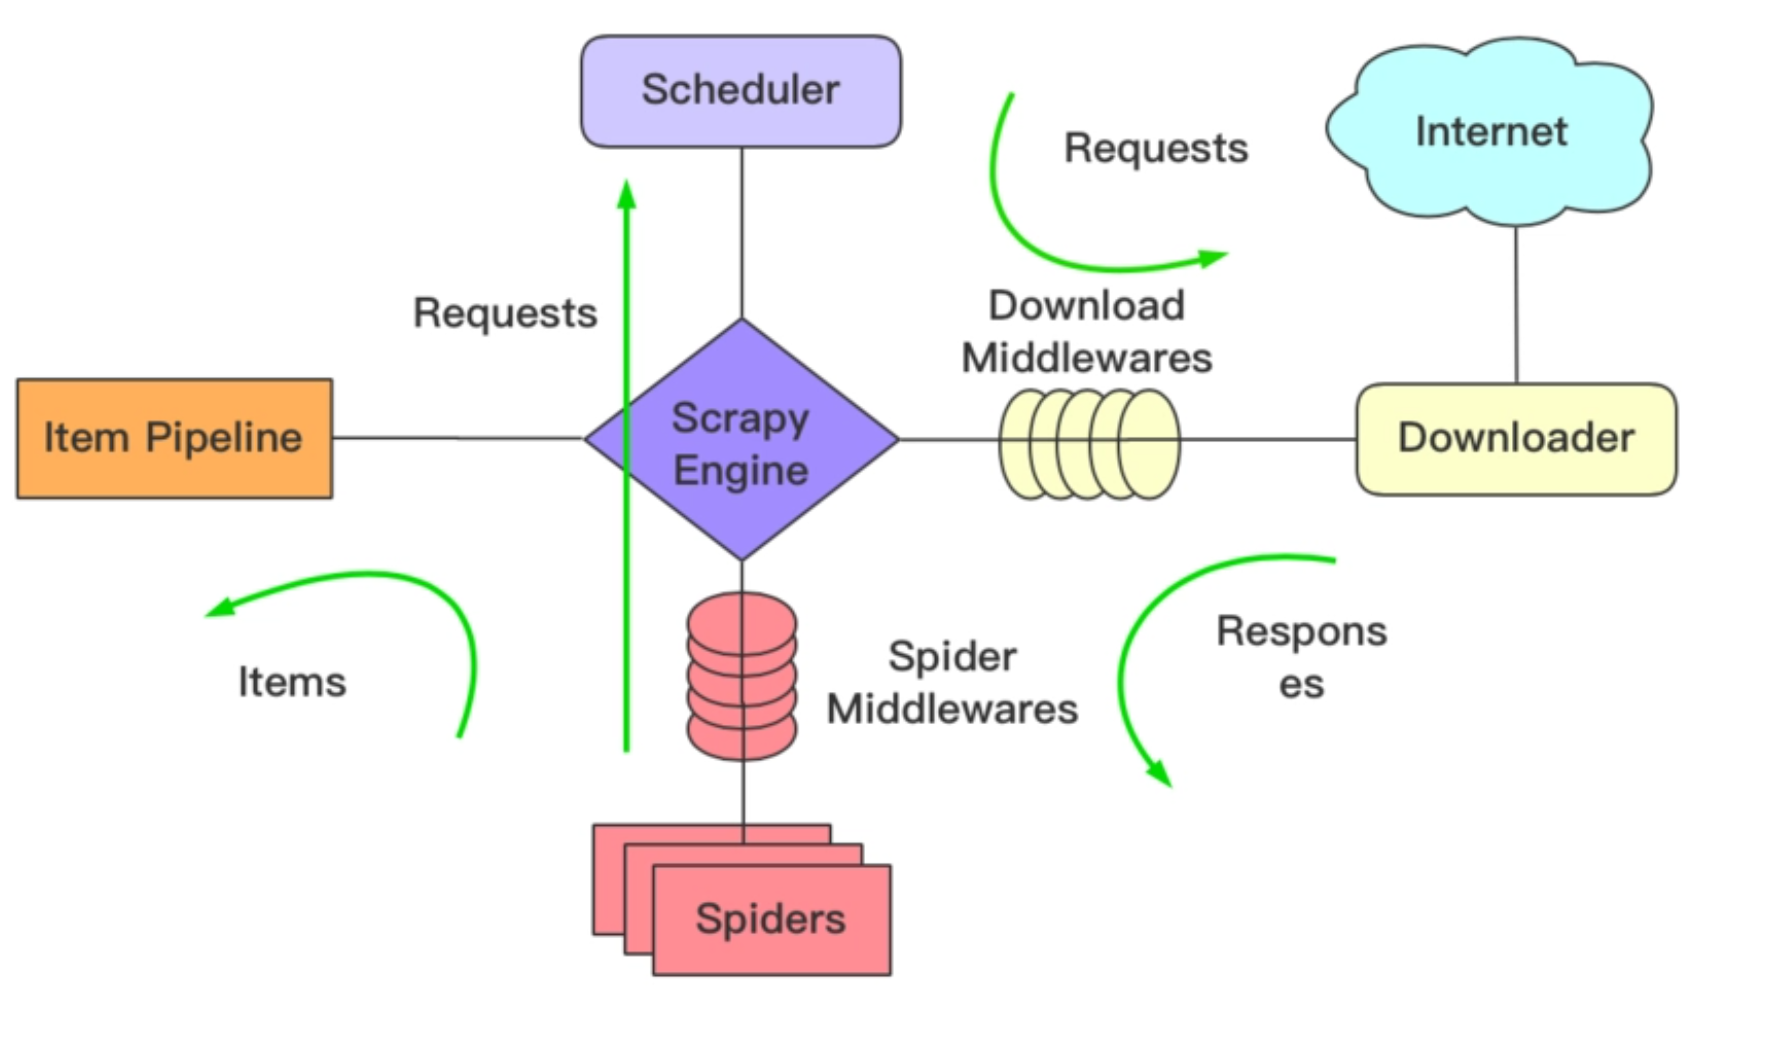 Scheduler
Requests
Internet
Requests
Download
Middlewares
Item Pipeline
Scrapy
Engine
Downloader
Items
Spider
Middlewares
Respons
es
Spiders